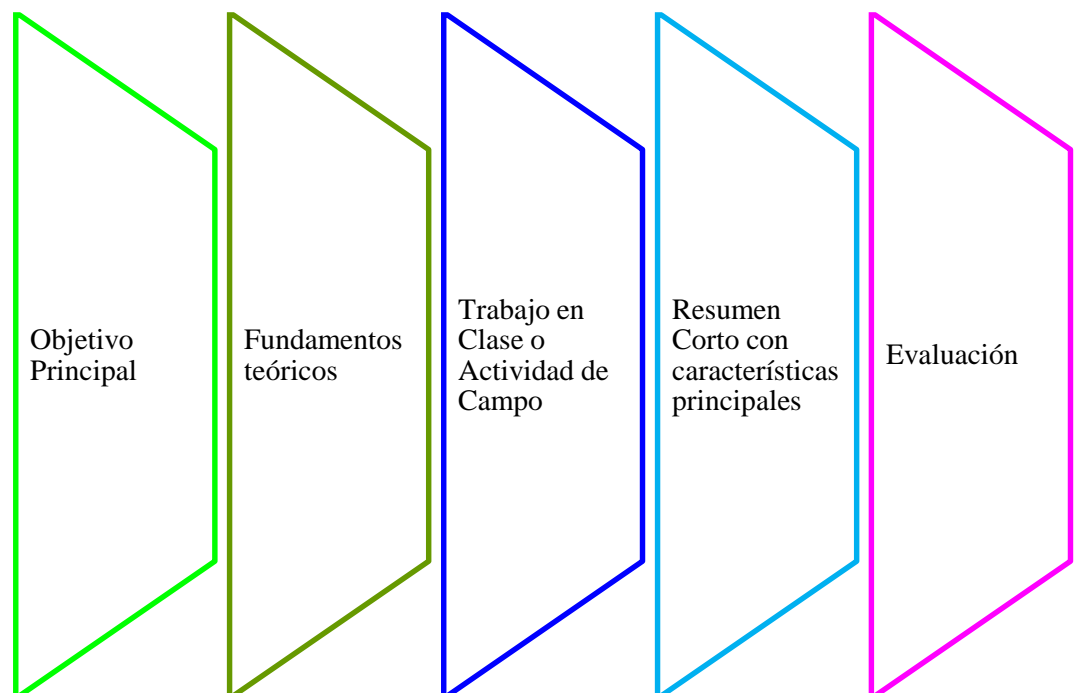 Objetivo
Principal
Fundamentos
teóricos
Trabajo en
Clase o
Actividad de
Campo
Resumen
Corto con
características
principales
Evaluación